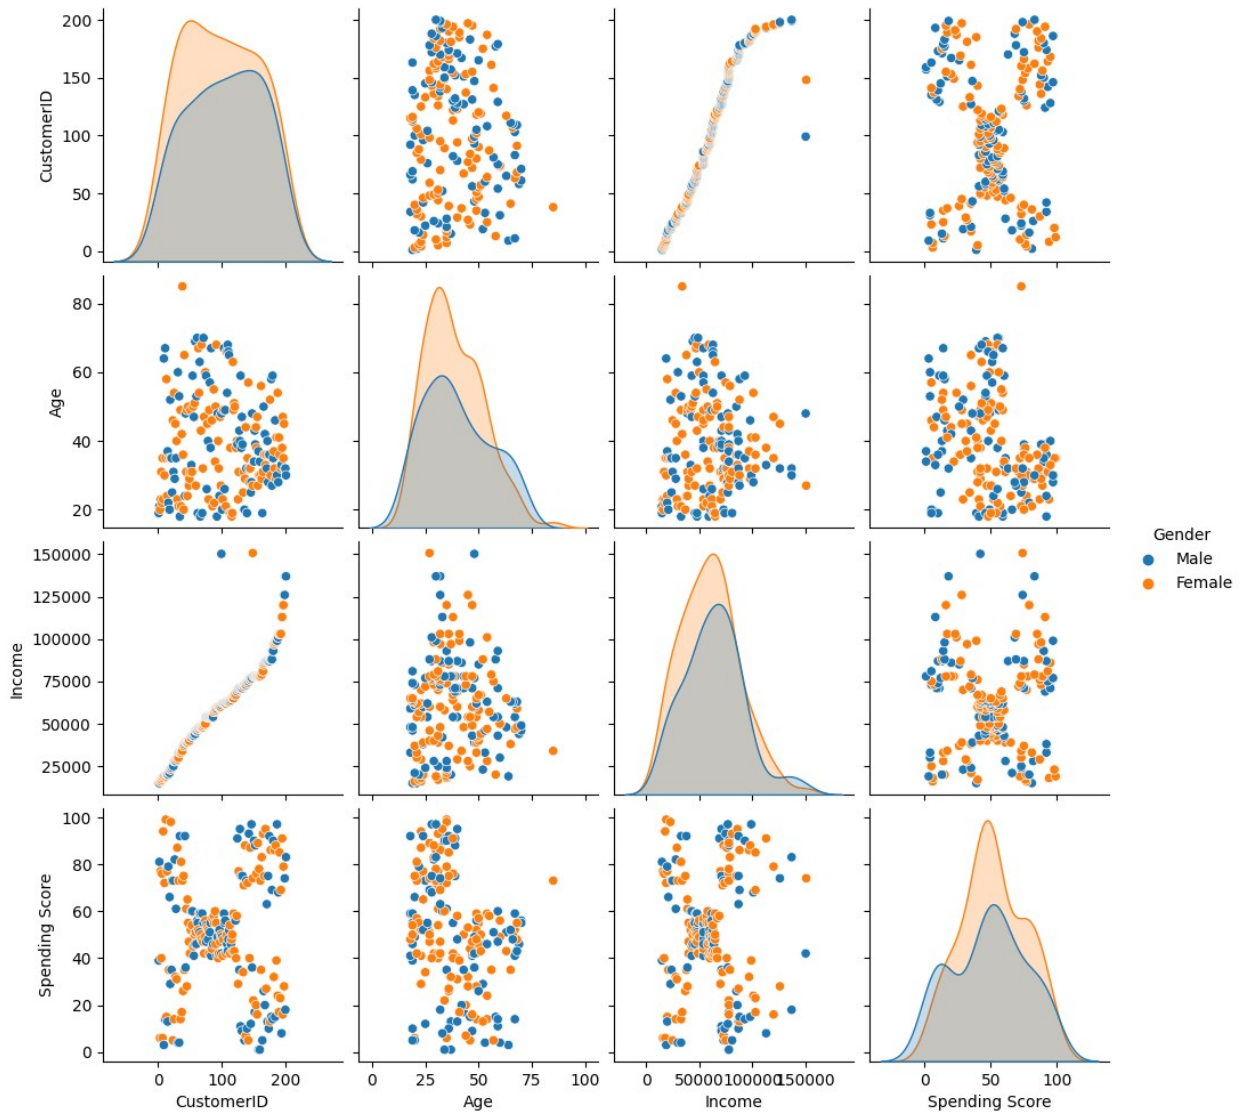 200
150
100
50
0
CustomerID
80
60
40
20
Age
Gender
Male
Female
150000
125000
100000
75000
50000
25000
Income
100
80
60
40
20
0
Spending Score
0 100 200
0 25 50 75 100
0 50000 100000 150000
0 50 100
CustomerID Age Income Spending Score